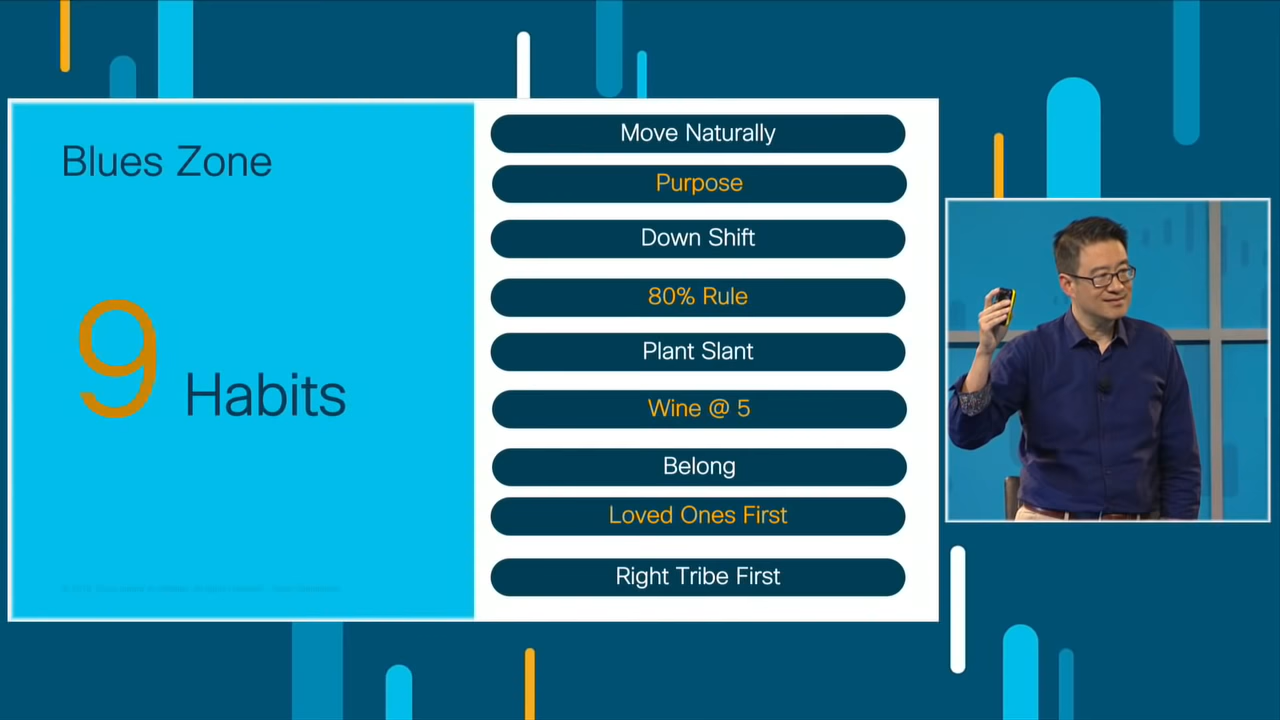 Blues Zone
9 Habits
Move Naturally
Purpose
Down Shift
80% Rule
Plant Slant
Wine @ 5
Belong
Loved Ones First
Right Tribe First